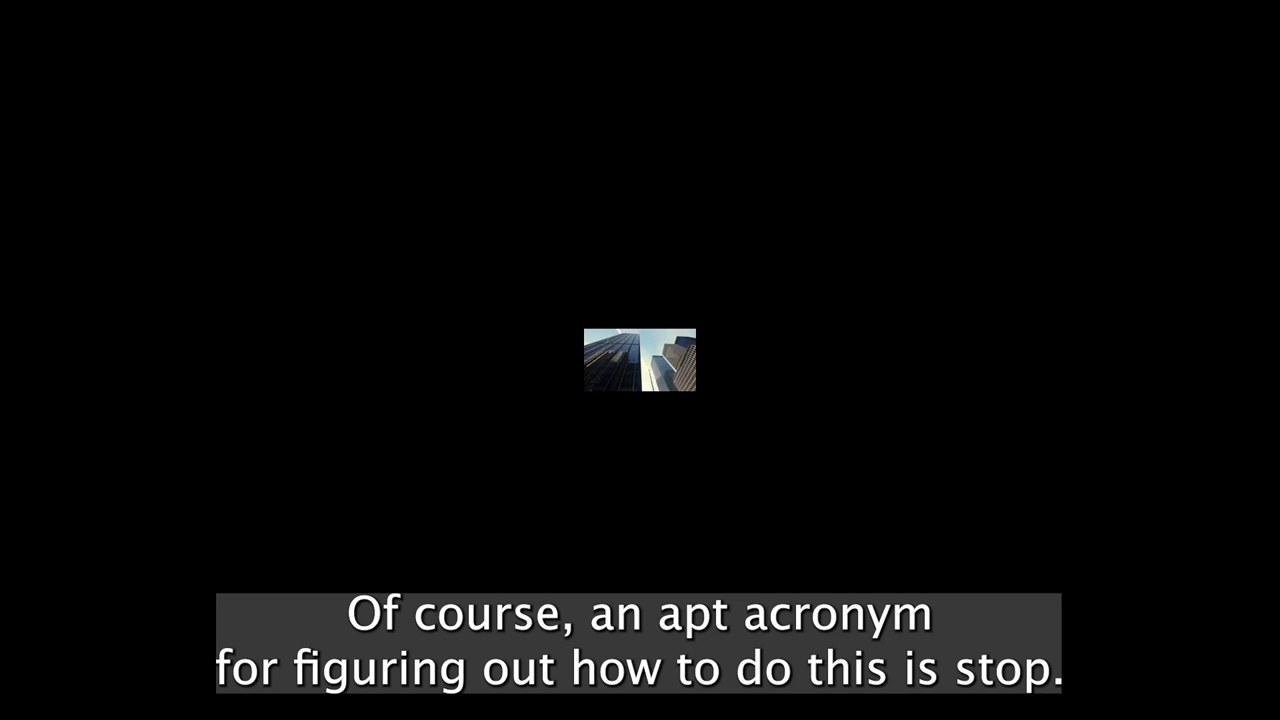 Of course, an apt acronym
for figuring out how to do this is stop.